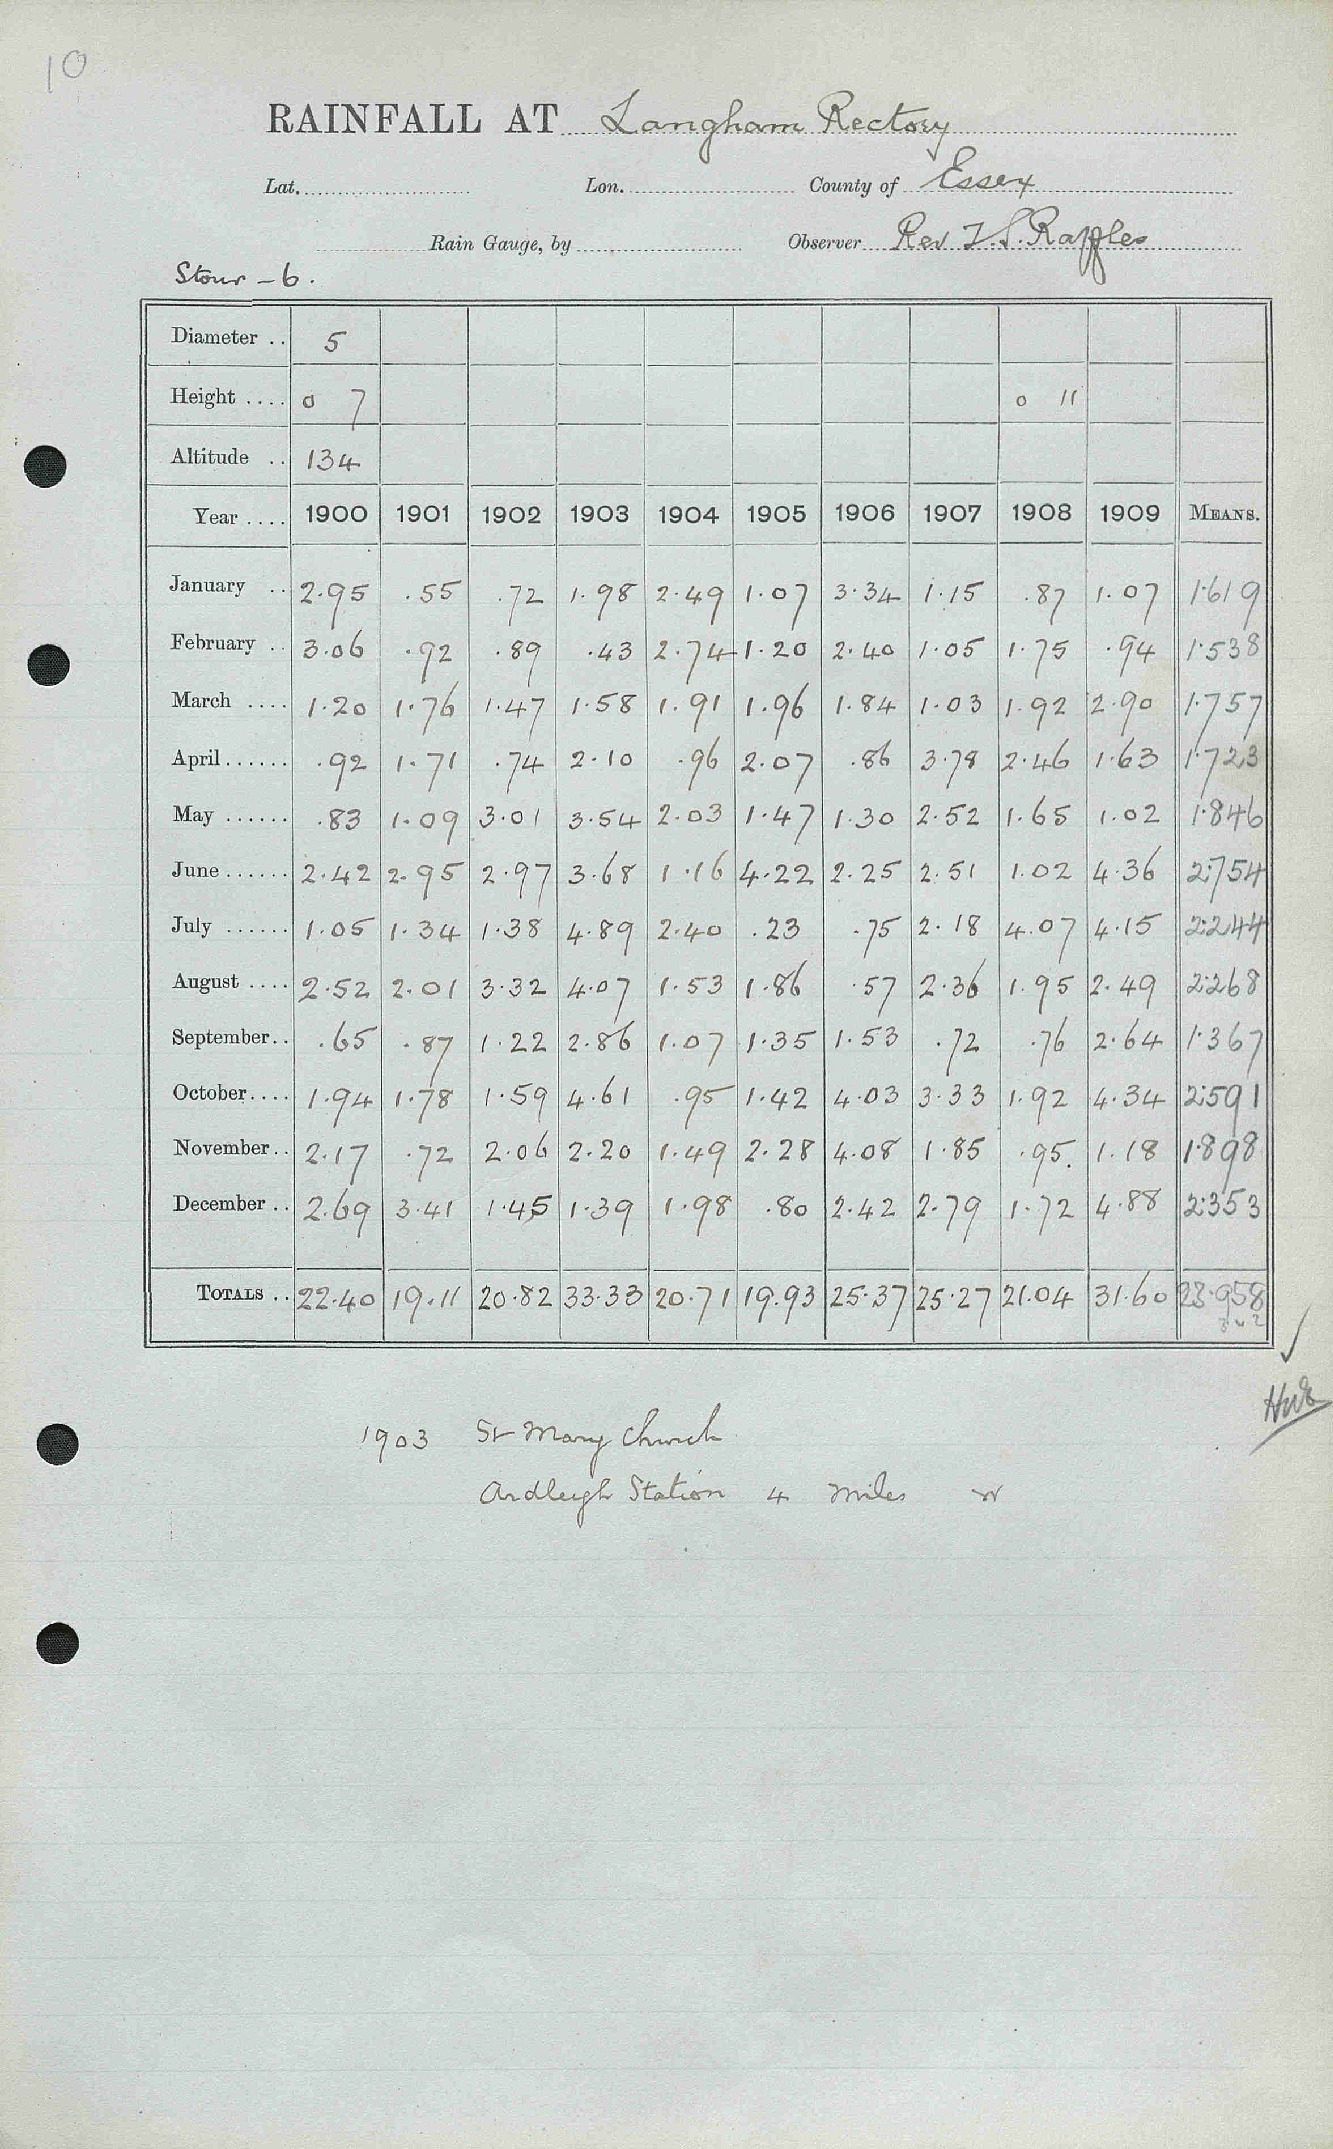 10
RAINFALL AT Langham Rectory
Lat. Lon. County of Essex
Rain Gauge, by Observer Rev T.S. Raffles
Stour - 6.
Diameter .. 5
Height .... 0 7 0 11
Altitude .. 134
Year .... 1900 1901 1902 1903 1904 1905 1906 1907 1908 1909 MEANS.
January .. 2.95 .55 .72 1.98 2.49 1.07 3.34 1.15 .87 1.07 1.619
February .. 3.06 .92 .89 .43 2.74 1.20 2.40 1.05 1.75 .94 1.538
March .... 1.20 1.76 1.47 1.58 1.91 1.96 1.84 1.03 1.92 2.90 1.757
April...... .92 1.71 .74 2.10 .96 2.07 .86 3.78 2.46 1.63 1.723
May ...... .83 1.09 3.01 3.54 2.03 1.47 1.30 2.52 1.65 1.02 1.846
June...... 2.42 2.95 2.97 3.68 1.16 4.22 2.25 2.51 1.02 4.36 2.754
July ...... 1.05 1.34 1.38 4.89 2.40 .23 .75 2.18 4.07 4.15 2.244
August .... 2.52 2.01 3.32 4.07 1.53 1.86 .57 2.36 1.95 2.49 2.268
September.. .65 .87 1.22 2.86 1.07 1.35 1.53 .72 .76 2.64 1.367
October.... 1.94 1.78 1.59 4.61 .95 1.42 4.03 3.33 1.92 4.34 2.591
November.. 2.17 .72 2.06 2.20 1.49 2.28 4.08 1.85 .95 1.18 1.898
December .. 2.69 3.41 1.45 1.39 1.98 .80 2.42 2.79 1.72 4.88 2.353
TOTALS .. 22.40 19.11 20.82 33.33 20.71 19.93 25.37 25.27 21.04 31.60 23.958
1903 St Mary Church
Ardleigh Station 4 miles W